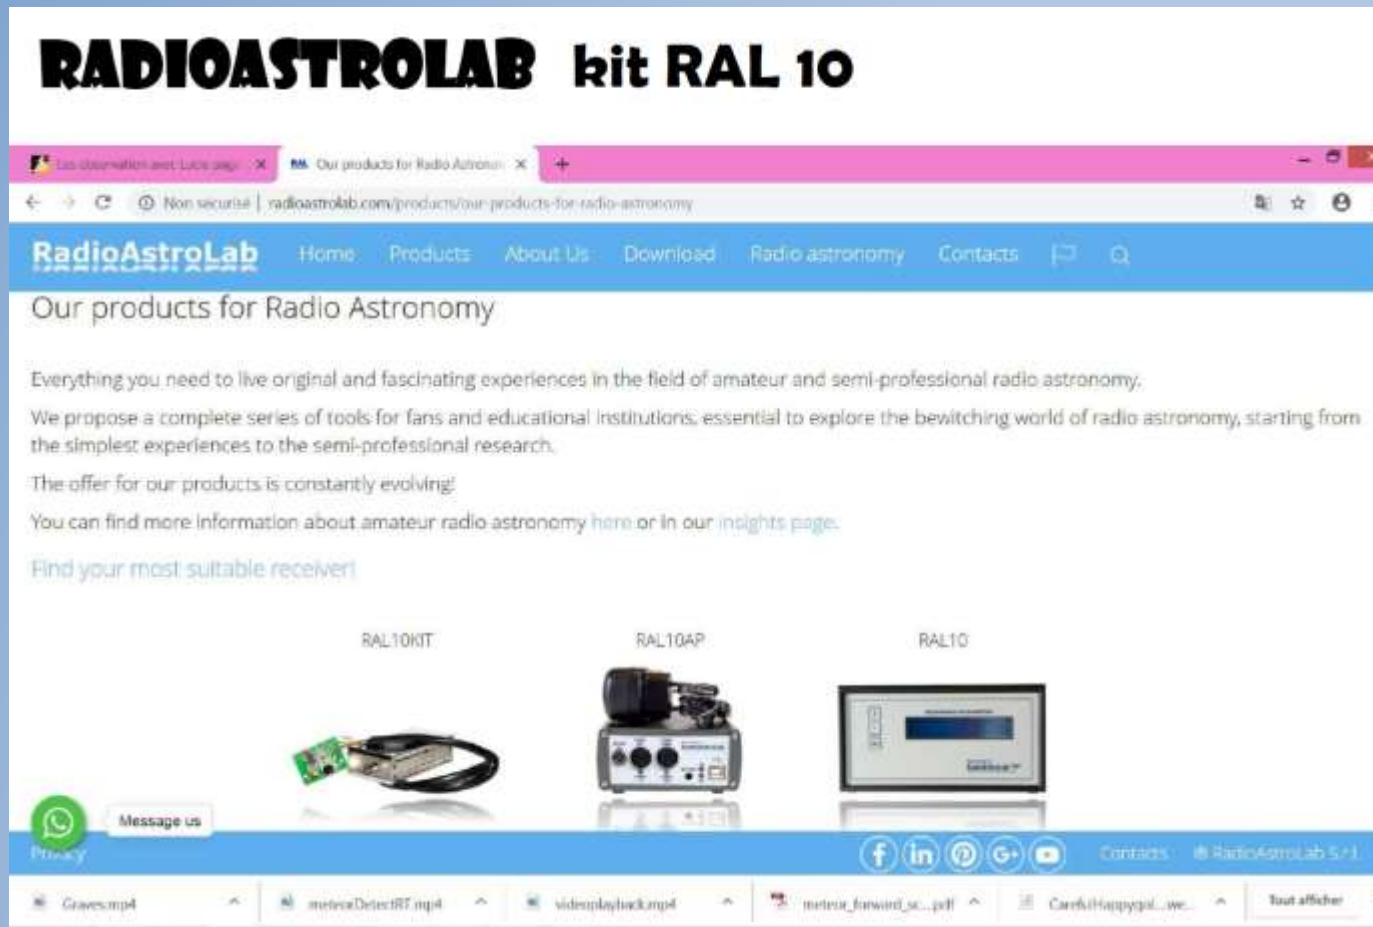 RADIOASTROLAB kit RAL 10
Our products for Radio Astronom
Non sécurisé | radioastrolab.com/products/our-products-for-radio-astronomy
RadioAstroLab Home Products About Us Download Radio astronomy Contacts
Our products for Radio Astronomy
Everything you need to live original and fascinating experiences in the field of amateur and semi-professional radio astronomy.
We propose a complete series of tools for fans and educational institutions, essential to explore the bewitching world of radio astronomy, starting from
the simplest experiences to the semi-professional research.
The offer for our products is constantly evolving!
You can find more information about amateur radio astronomy here or in our insights page.
Find your most suitable receiver!
RAL10KIT RAL10AP RAL10
Message us
Privacy Contacts © RadioAstroLab S.r.l.
Graves.mp4 meteorDetectRT.mp4 videoplayback.mp4 meteor_forward_sc....pdf Tout afficher